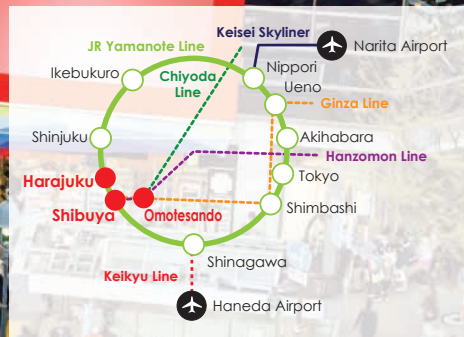 Keisei Skyliner
JR Yamanote Line
Narita Airport
Ikebukuro
Chiyoda
Line
Nippori
Ueno
Ginza Line
Shinjuku
Akihabara
Hanzomon Line
Harajuku
Tokyo
Shibuya
Omotesando
Shimbashi
Shinagawa
Keikyu Line
Haneda Airport